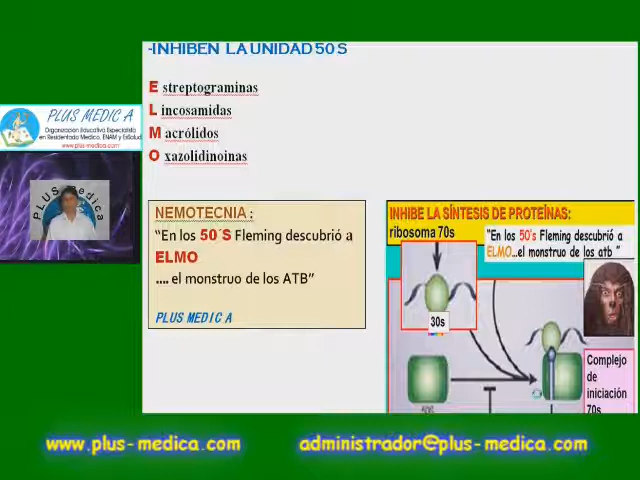 -INHIBEN LA UNIDAD 50 S
E streptograminas
L incosamidas
M acrólidos
O xazolidinoinas
PLUS MEDIC A
Organización Educativa Especialista
en Residentado Medico, ENAM y EsSalud
www.plus-medica.com
PLUS Medica
NEMOTECNIA :
“En los 50´S Fleming descubrió a
ELMO
.... el monstruo de los ATB”
PLUS MEDIC A
INHIBE LA SÍNTESIS DE PROTEÍNAS:
ribosoma 70s
“En los 50’s Fleming descubrió a
ELMO...el monstruo de los atb ”
30s
Complejo
de
iniciación
70s
www.plus-medica.com
administrador@plus-medica.com